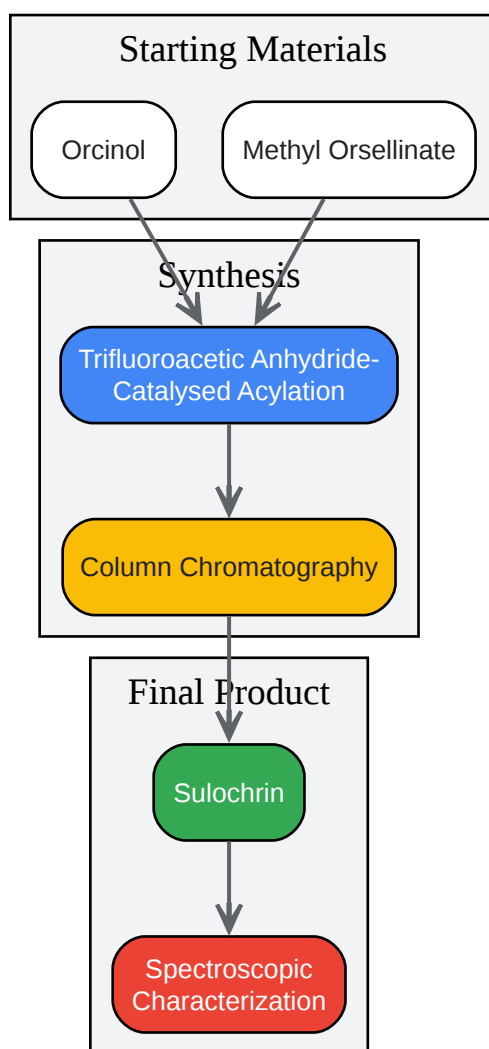 Starting Materials
Orcinol
Methyl Orsellinate
Synthesis
Trifluoroacetic Anhydride-
Catalysed Acylation
Column Chromatography
Final Product
Sulochrin
Spectroscopic
Characterization